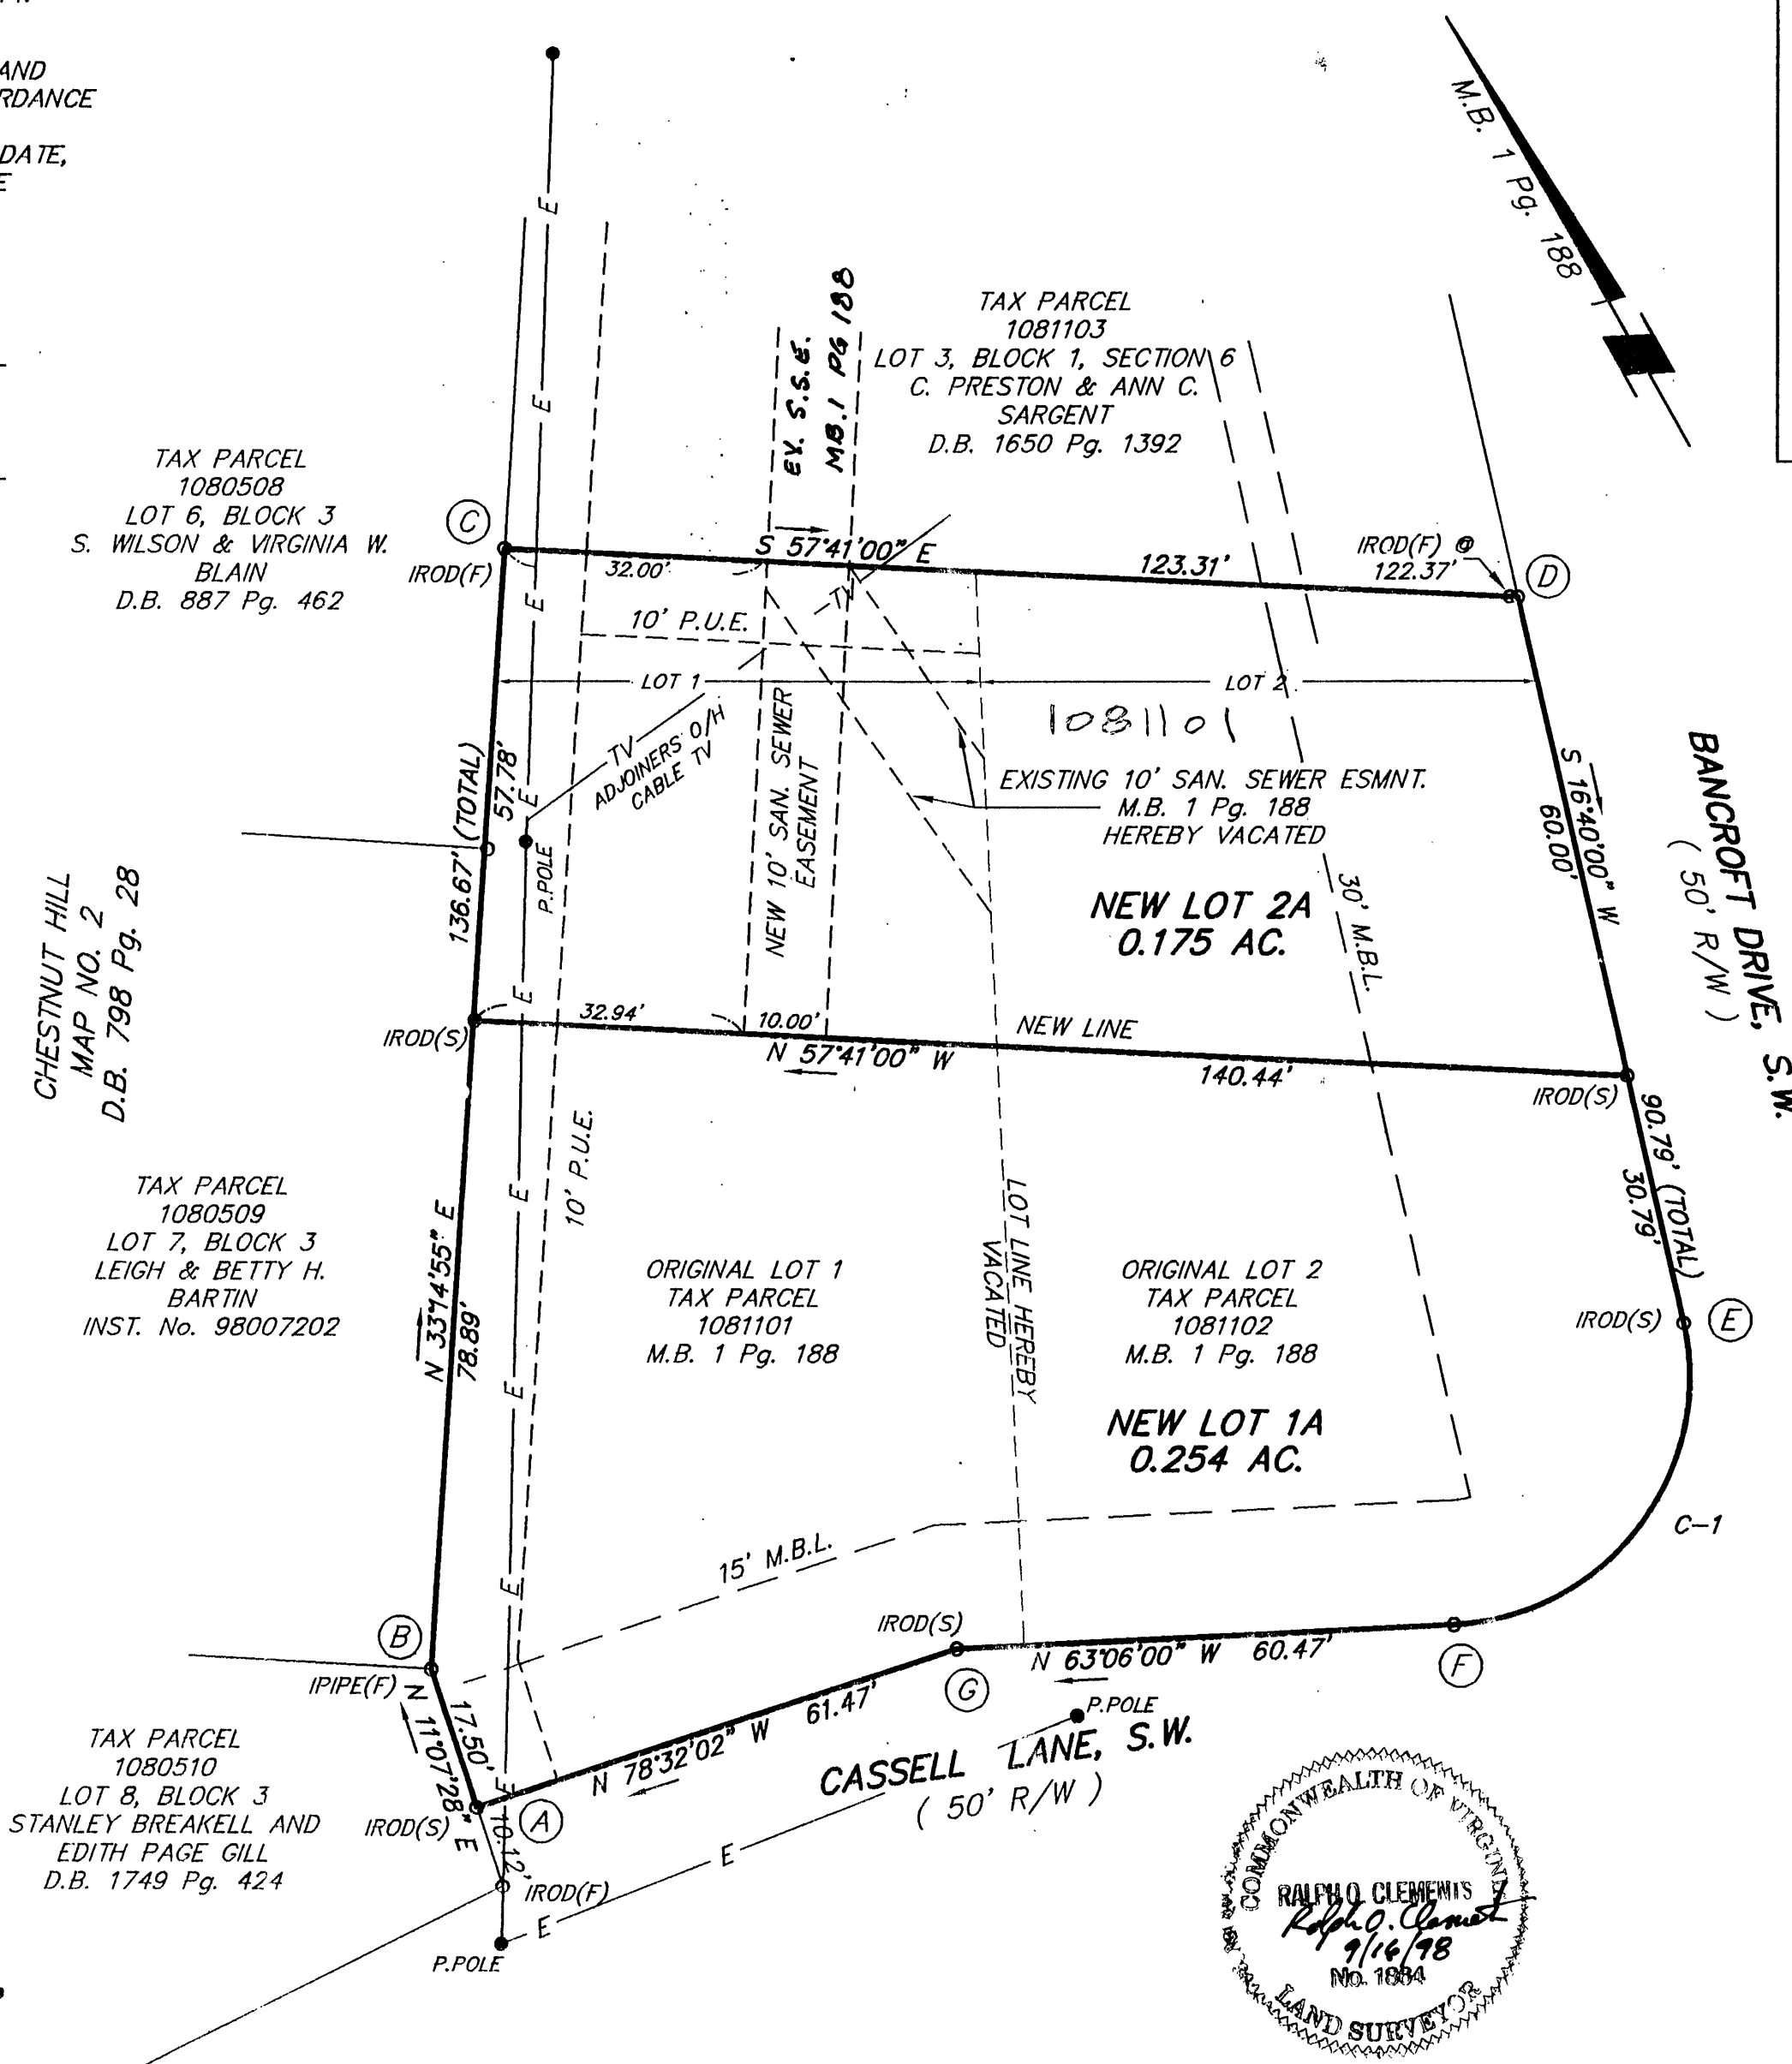 AND
RDANCE
DATE,
E
M.B. 1 Pg. 188
TAX PARCEL
1081103
LOT 3, BLOCK 1, SECTION 6
C. PRESTON & ANN C.
SARGENT
D.B. 1650 Pg. 1392
EX. S.S.E.
M.B. 1 PG 188
TAX PARCEL
1080508
LOT 6, BLOCK 3
S. WILSON & VIRGINIA W.
BLAIN
D.B. 887 Pg. 462
C
IROD(F)
32.00'
S 57°41'00" E
123.31'
IROD(F) @
122.37'
D
10' P.U.E.
TV
LOT 1
LOT 2
1081101
TV
ADJOINERS O/H
CABLE TV
NEW 10' SAN. SEWER
EASEMENT
EXISTING 10' SAN. SEWER ESMNT.
M.B. 1 Pg. 188
HEREBY VACATED
S 16°40'00" W
60.00'
BANCROFT DRIVE, S.W.
( 50' R/W )
136.67' (TOTAL)
57.78'
P.POLE
E
E
E
E
E
E
E
E
E
E
CHESTNUT HILL
MAP NO. 2
D.B. 798 Pg. 28
NEW LOT 2A
0.175 AC.
30' M.B.L.
IROD(S)
32.94'
10.00'
NEW LINE
N 57°41'00" W
140.44'
IROD(S)
90.79' (TOTAL)
30.79'
10' P.U.E.
TAX PARCEL
1080509
LOT 7, BLOCK 3
LEIGH & BETTY H.
BARTIN
INST. No. 98007202
N 33°14'55" E
78.89'
ORIGINAL LOT 1
TAX PARCEL
1081101
M.B. 1 Pg. 188
LOT LINE HEREBY
VACATED
ORIGINAL LOT 2
TAX PARCEL
1081102
M.B. 1 Pg. 188
IROD(S)
E
NEW LOT 1A
0.254 AC.
C-1
15' M.B.L.
B
IPIPE(F)
IROD(S)
G
N 63°06'00" W 60.47'
F
N 11°07'28" E
17.50'
N 78°32'02" W 61.47'
P.POLE
CASSELL LANE, S.W.
( 50' R/W )
TAX PARCEL
1080510
LOT 8, BLOCK 3
STANLEY BREAKELL AND
EDITH PAGE GILL
D.B. 1749 Pg. 424
IROD(S)
A
10.12'
IROD(F)
E
E
P.POLE
COMMONWEALTH OF VIRGINIA
RALPH O. CLEMENTS
Ralph O. Clements
9/16/98
No. 1884
LAND SURVEYOR